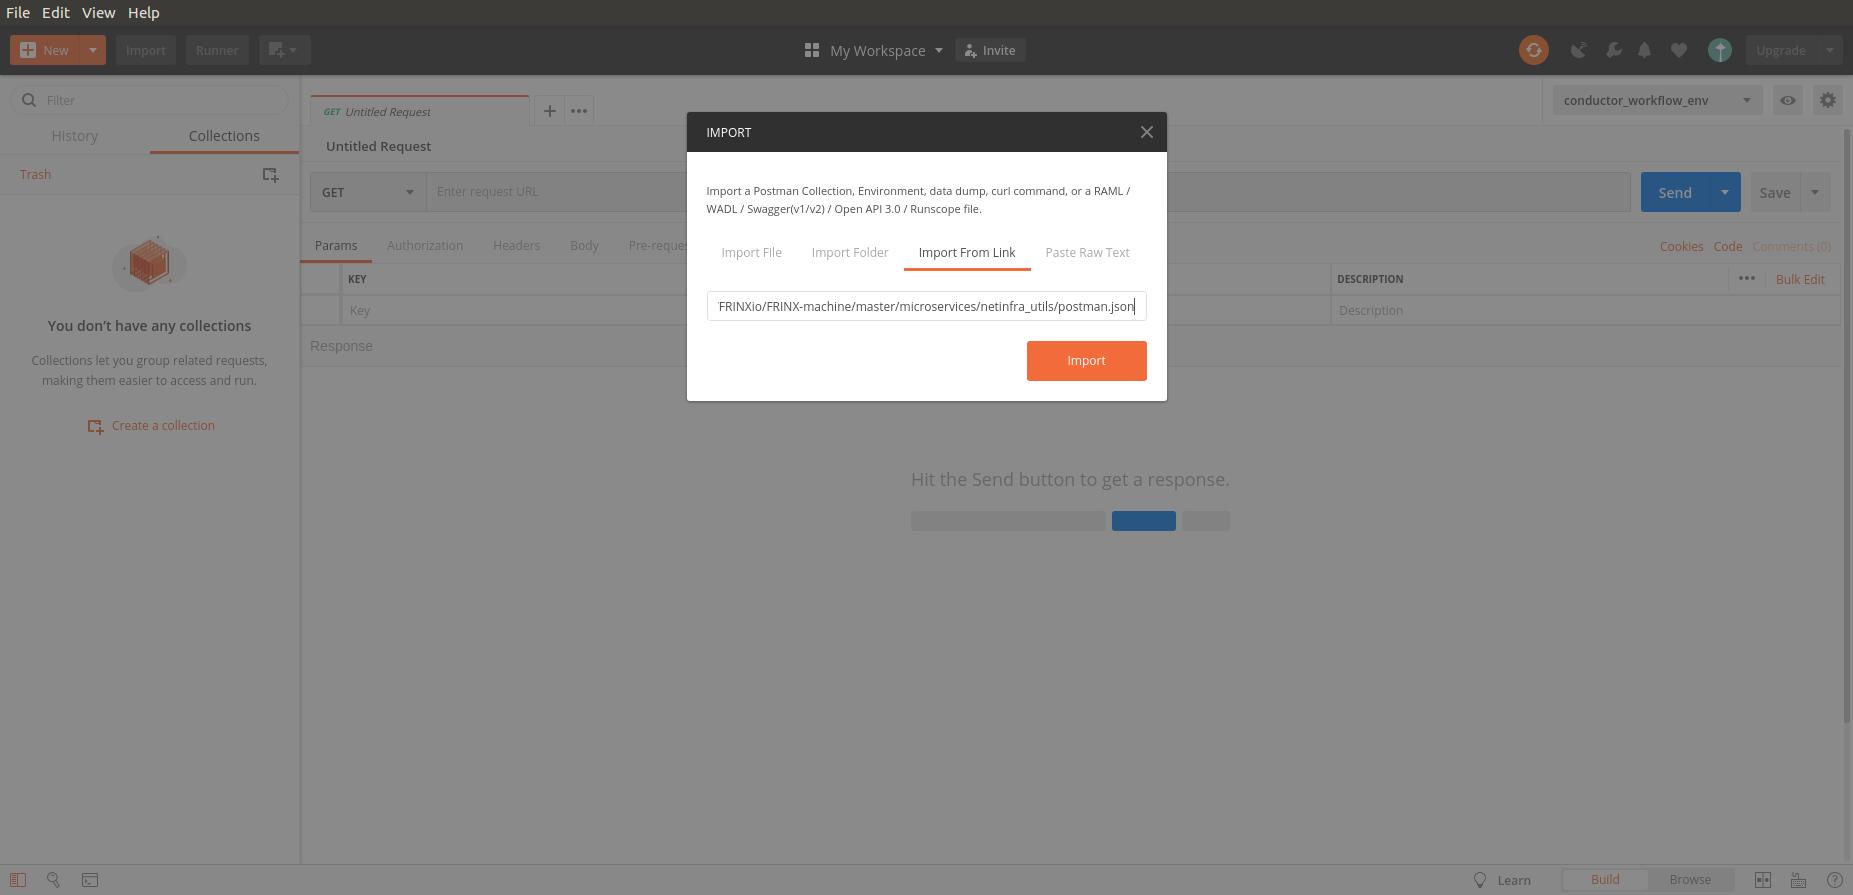 File Edit View Help
New Import Runner My Workspace Invite Upgrade
Filter
History Collections
Trash
You don't have any collections
Collections let you group related requests,
making them easier to access and run.
Create a collection
GET Untitled Request
conductor_workflow_env
Untitled Request
GET Enter request URL
Send Save
Params Authorization Headers Body Pre-reques
Cookies Code Comments (0)
KEY DESCRIPTION Bulk Edit
Key Description
Response
IMPORT
Import a Postman Collection, Environment, data dump, curl command, or a RAML /
WADL / Swagger(v1/v2) / Open API 3.0 / Runscope file.
Import File Import Folder Import From Link Paste Raw Text
FRINXio/FRINX-machine/master/microservices/netinfra_utils/postman.json
Import
Hit the Send button to get a response.
Learn Build Browse